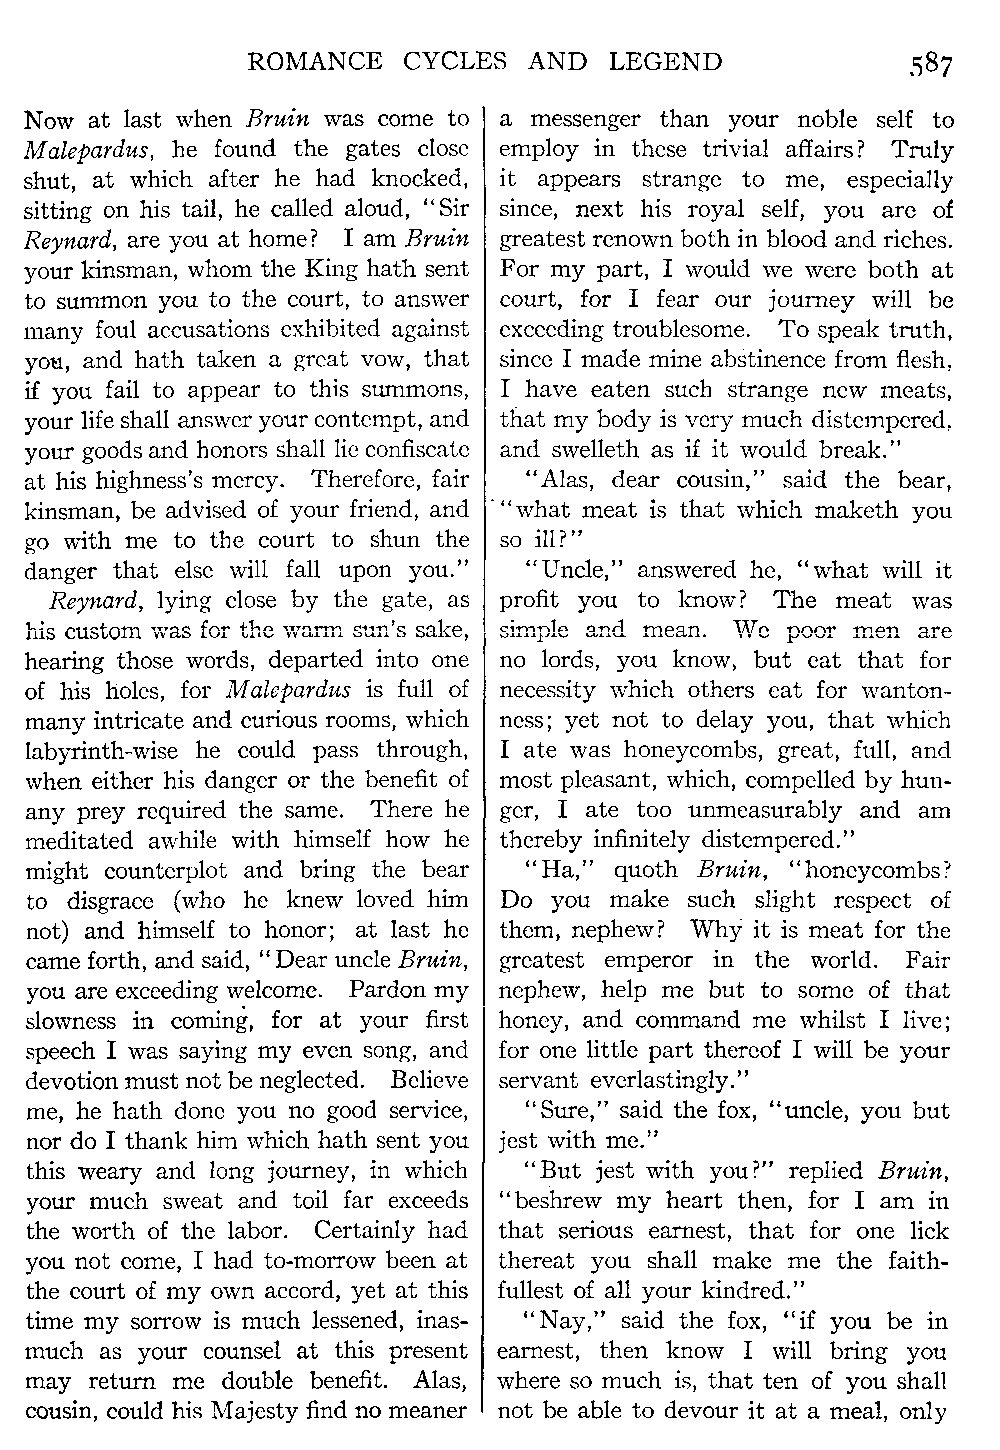 ROMANCE CYCLES AND LEGEND 587
Now at last when Bruin was come to
Malepardus, he found the gates close
shut, at which after he had knocked,
sitting on his tail, he called aloud, “Sir
Reynard, are you at home? I am Bruin
your kinsman, whom the King hath sent
to summon you to the court, to answer
many foul accusations exhibited against
you, and hath taken a great vow, that
if you fail to appear to this summons,
your life shall answer your contempt, and
your goods and honors shall lie confiscate
at his highness’s mercy. Therefore, fair
kinsman, be advised of your friend, and
go with me to the court to shun the
danger that else will fall upon you.”
Reynard, lying close by the gate, as
his custom was for the warm sun’s sake,
hearing those words, departed into one
of his holes, for Malepardus is full of
many intricate and curious rooms, which
labyrinth-wise he could pass through,
when either his danger or the benefit of
any prey required the same. There he
meditated awhile with himself how he
might counterplot and bring the bear
to disgrace (who he knew loved him
not) and himself to honor; at last he
came forth, and said, “Dear uncle Bruin,
you are exceeding welcome. Pardon my
slowness in coming, for at your first
speech I was saying my even song, and
devotion must not be neglected. Believe
me, he hath done you no good service,
nor do I thank him which hath sent you
this weary and long journey, in which
your much sweat and toil far exceeds
the worth of the labor. Certainly had
you not come, I had to-morrow been at
the court of my own accord, yet at this
time my sorrow is much lessened, inas-
much as your counsel at this present
may return me double benefit. Alas,
cousin, could his Majesty find no meaner
a messenger than your noble self to
employ in these trivial affairs? Truly
it appears strange to me, especially
since, next his royal self, you are of
greatest renown both in blood and riches.
For my part, I would we were both at
court, for I fear our journey will be
exceeding troublesome. To speak truth,
since I made mine abstinence from flesh,
I have eaten such strange new meats,
that my body is very much distempered,
and swelleth as if it would break.”
“Alas, dear cousin,” said the bear,
“what meat is that which maketh you
so ill?”
“Uncle,” answered he, “what will it
profit you to know? The meat was
simple and mean. We poor men are
no lords, you know, but eat that for
necessity which others eat for wanton-
ness; yet not to delay you, that which
I ate was honeycombs, great, full, and
most pleasant, which, compelled by hun-
ger, I ate too unmeasurably and am
thereby infinitely distempered.”
“Ha,” quoth Bruin, “honeycombs?
Do you make such slight respect of
them, nephew? Why it is meat for the
greatest emperor in the world. Fair
nephew, help me but to some of that
honey, and command me whilst I live;
for one little part thereof I will be your
servant everlastingly.”
“Sure,” said the fox, “uncle, you but
jest with me.”
“But jest with you?” replied Bruin,
“beshrew my heart then, for I am in
that serious earnest, that for one lick
thereat you shall make me the faith-
fullest of all your kindred.”
“Nay,” said the fox, “if you be in
earnest, then know I will bring you
where so much is, that ten of you shall
not be able to devour it at a meal, only